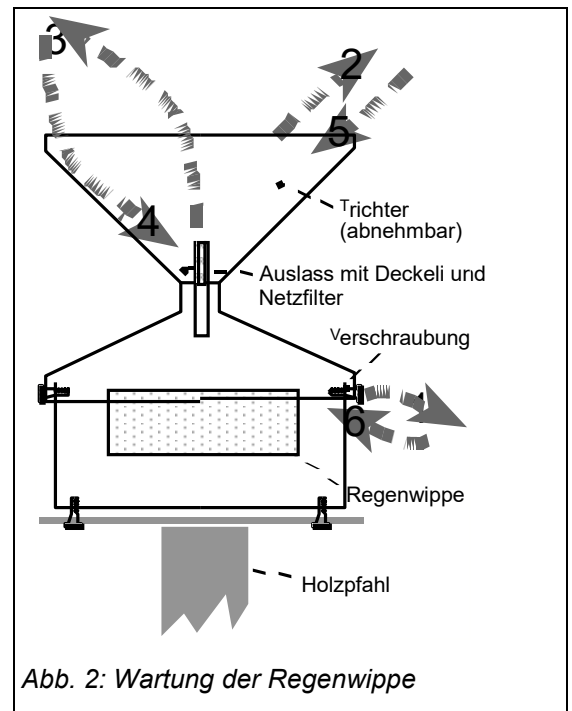 3
2
5
4
Trichter
(abnehmbar)
Auslass mit Deckeli und
Netzfilter
Verschraubung
6
Regenwippe
Holzpfahl
Abb. 2: Wartung der Regenwippe